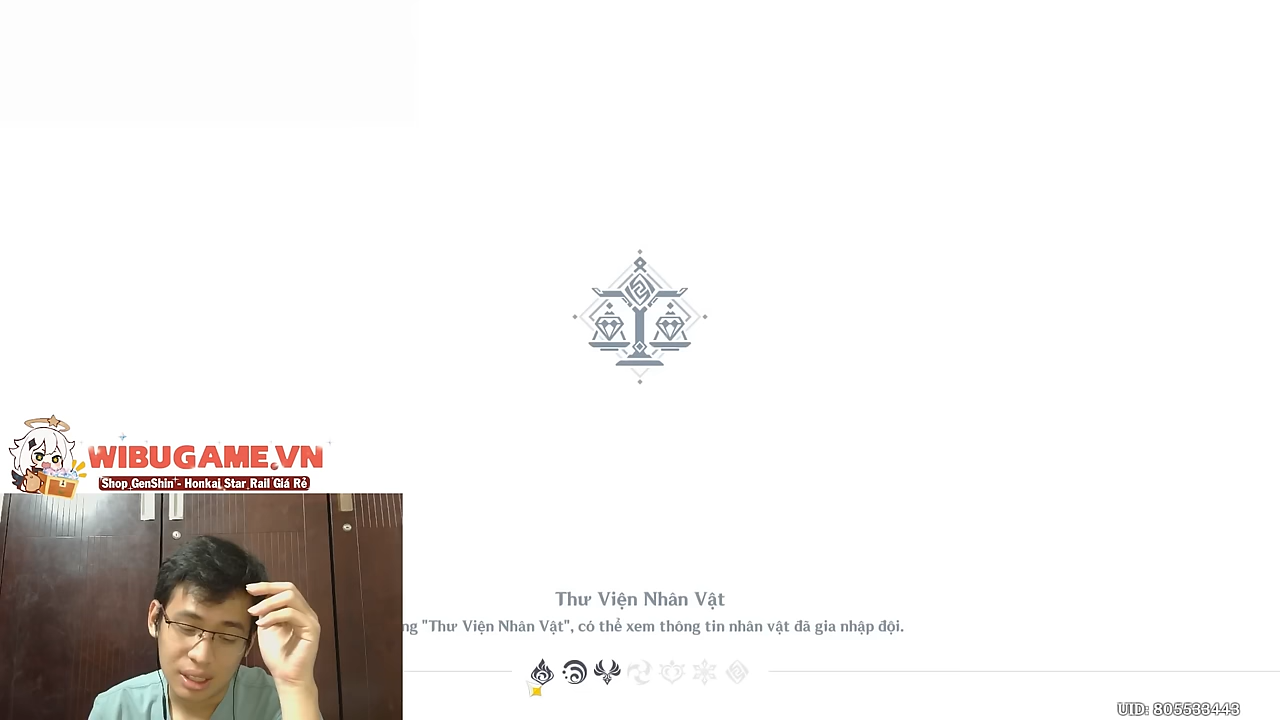 WIBUGAME.VN
Shop GenShin - Honkai Star Rail Giá Rẻ
Thư Viện Nhân Vật
"Thư Viện Nhân Vật", có thể xem thông tin nhân vật đã gia nhập đội.
UID: 805533443